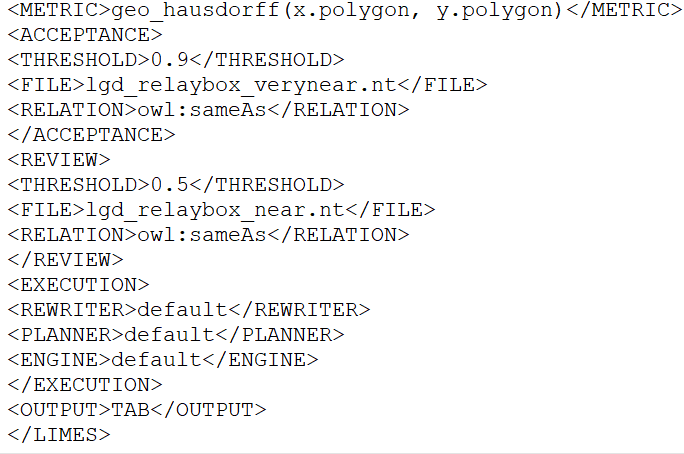 <METRIC>geo_hausdorff(x.polygon, y.polygon)</METRIC>
<ACCEPTANCE>
<THRESHOLD>0.9</THRESHOLD>
<FILE>lgd_relaybox_verynear.nt</FILE>
<RELATION>owl:sameAs</RELATION>
</ACCEPTANCE>
<REVIEW>
<THRESHOLD>0.5</THRESHOLD>
<FILE>lgd_relaybox_near.nt</FILE>
<RELATION>owl:sameAs</RELATION>
</REVIEW>
<EXECUTION>
<REWRITER>default</REWRITER>
<PLANNER>default</PLANNER>
<ENGINE>default</ENGINE>
</EXECUTION>
<OUTPUT>TAB</OUTPUT>
</LIMES>